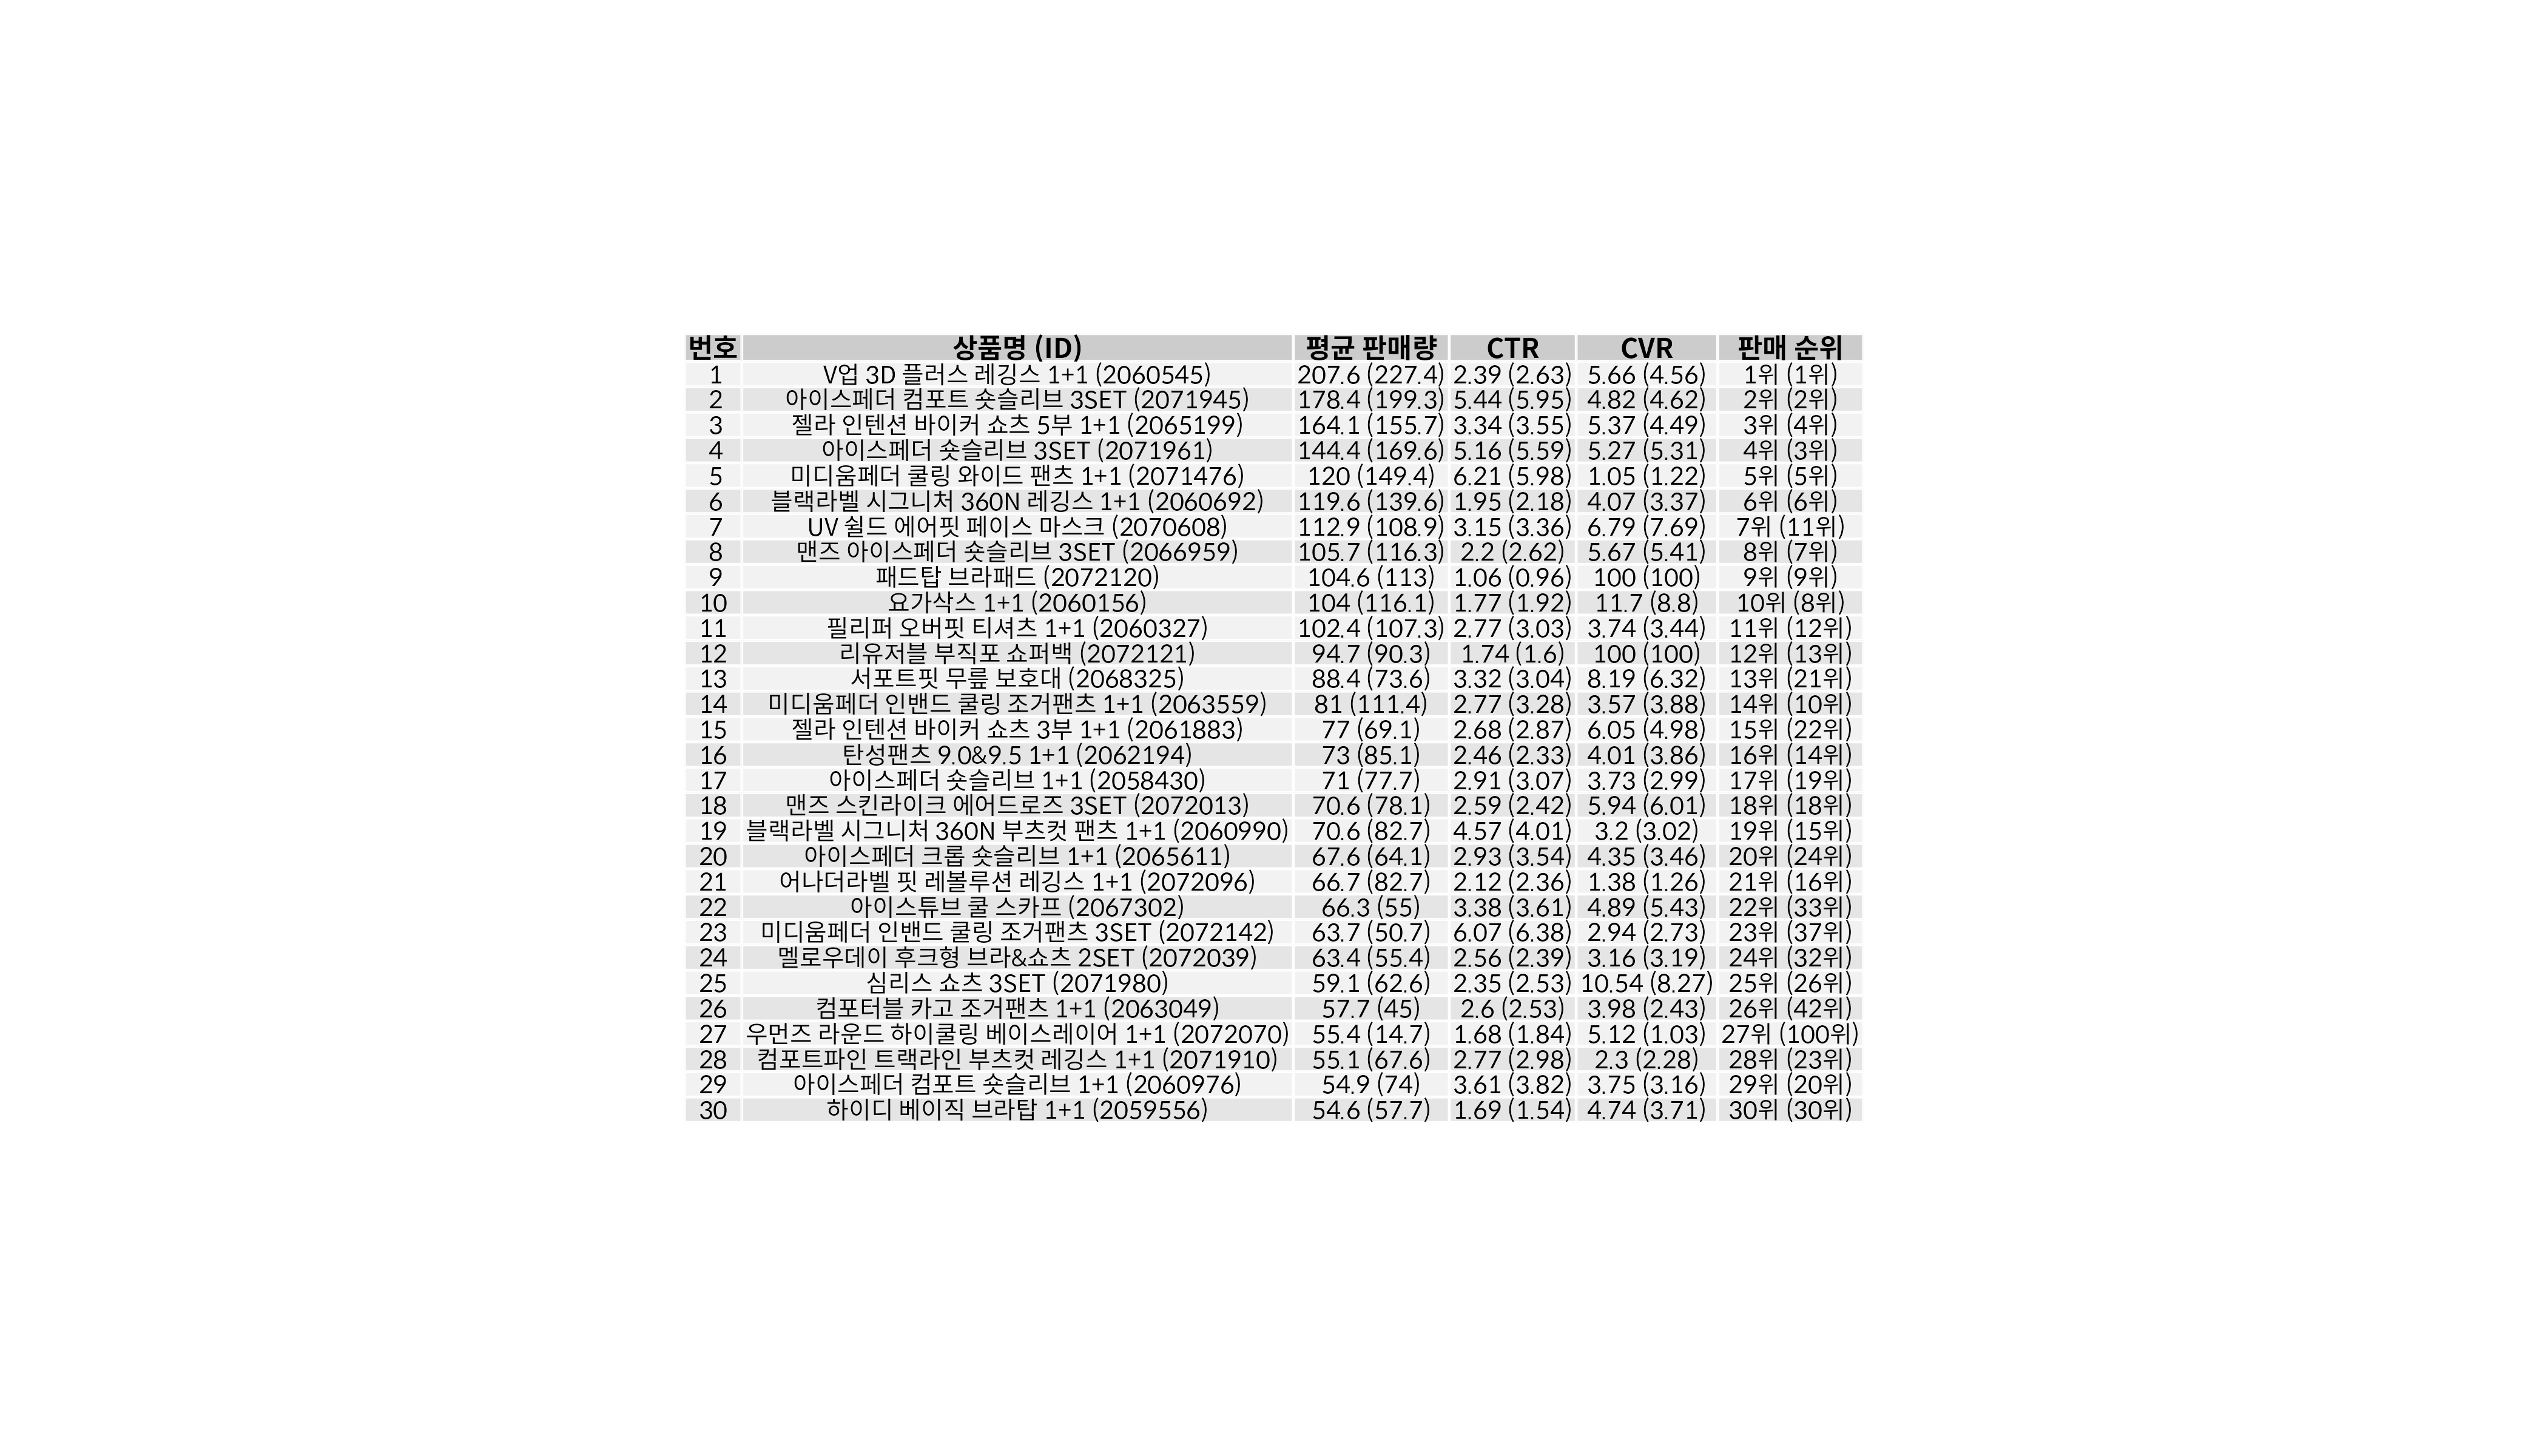 번호 상품명 (ID) 평균 판매량 CTR CVR 판매 순위
1 V업 3D 플러스 레깅스 1+1 (2060545) 207.6 (227.4) 2.39 (2.63) 5.66 (4.56) 1위 (1위)
2 아이스페더 컴포트 숏슬리브 3SET (2071945) 178.4 (199.3) 5.44 (5.95) 4.82 (4.62) 2위 (2위)
3 젤라 인텐션 바이커 쇼츠 5부 1+1 (2065199) 164.1 (155.7) 3.34 (3.55) 5.37 (4.49) 3위 (4위)
4 아이스페더 숏슬리브 3SET (2071961) 144.4 (169.6) 5.16 (5.59) 5.27 (5.31) 4위 (3위)
5 미디움페더 쿨링 와이드 팬츠 1+1 (2071476) 120 (149.4) 6.21 (5.98) 1.05 (1.22) 5위 (5위)
6 블랙라벨 시그니처 360N 레깅스 1+1 (2060692) 119.6 (139.6) 1.95 (2.18) 4.07 (3.37) 6위 (6위)
7 UV 쉴드 에어핏 페이스 마스크 (2070608) 112.9 (108.9) 3.15 (3.36) 6.79 (7.69) 7위 (11위)
8 맨즈 아이스페더 숏슬리브 3SET (2066959) 105.7 (116.3) 2.2 (2.62) 5.67 (5.41) 8위 (7위)
9 패드탑 브라패드 (2072120) 104.6 (113) 1.06 (0.96) 100 (100) 9위 (9위)
10 요가삭스 1+1 (2060156) 104 (116.1) 1.77 (1.92) 11.7 (8.8) 10위 (8위)
11 필리퍼 오버핏 티셔츠 1+1 (2060327) 102.4 (107.3) 2.77 (3.03) 3.74 (3.44) 11위 (12위)
12 리유저블 부직포 쇼퍼백 (2072121) 94.7 (90.3) 1.74 (1.6) 100 (100) 12위 (13위)
13 서포트핏 무릎 보호대 (2068325) 88.4 (73.6) 3.32 (3.04) 8.19 (6.32) 13위 (21위)
14 미디움페더 인밴드 쿨링 조거팬츠 1+1 (2063559) 81 (111.4) 2.77 (3.28) 3.57 (3.88) 14위 (10위)
15 젤라 인텐션 바이커 쇼츠 3부 1+1 (2061883) 77 (69.1) 2.68 (2.87) 6.05 (4.98) 15위 (22위)
16 탄성팬츠 9.0&9.5 1+1 (2062194) 73 (85.1) 2.46 (2.33) 4.01 (3.86) 16위 (14위)
17 아이스페더 숏슬리브 1+1 (2058430) 71 (77.7) 2.91 (3.07) 3.73 (2.99) 17위 (19위)
18 맨즈 스킨라이크 에어드로즈 3SET (2072013) 70.6 (78.1) 2.59 (2.42) 5.94 (6.01) 18위 (18위)
19 블랙라벨 시그니처 360N 부츠컷 팬츠 1+1 (2060990) 70.6 (82.7) 4.57 (4.01) 3.2 (3.02) 19위 (15위)
20 아이스페더 크롭 숏슬리브 1+1 (2065611) 67.6 (64.1) 2.93 (3.54) 4.35 (3.46) 20위 (24위)
21 어나더라벨 핏 레볼루션 레깅스 1+1 (2072096) 66.7 (82.7) 2.12 (2.36) 1.38 (1.26) 21위 (16위)
22 아이스튜브 쿨 스카프 (2067302) 66.3 (55) 3.38 (3.61) 4.89 (5.43) 22위 (33위)
23 미디움페더 인밴드 쿨링 조거팬츠 3SET (2072142) 63.7 (50.7) 6.07 (6.38) 2.94 (2.73) 23위 (37위)
24 멜로우데이 후크형 브라&쇼츠 2SET (2072039) 63.4 (55.4) 2.56 (2.39) 3.16 (3.19) 24위 (32위)
25 심리스 쇼츠 3SET (2071980) 59.1 (62.6) 2.35 (2.53) 10.54 (8.27) 25위 (26위)
26 컴포터블 카고 조거팬츠 1+1 (2063049) 57.7 (45) 2.6 (2.53) 3.98 (2.43) 26위 (42위)
27 우먼즈 라운드 하이쿨링 베이스레이어 1+1 (2072070) 55.4 (14.7) 1.68 (1.84) 5.12 (1.03) 27위 (100위)
28 컴포트파인 트랙라인 부츠컷 레깅스 1+1 (2071910) 55.1 (67.6) 2.77 (2.98) 2.3 (2.28) 28위 (23위)
29 아이스페더 컴포트 숏슬리브 1+1 (2060976) 54.9 (74) 3.61 (3.82) 3.75 (3.16) 29위 (20위)
30 하이디 베이직 브라탑 1+1 (2059556) 54.6 (57.7) 1.69 (1.54) 4.74 (3.71) 30위 (30위)